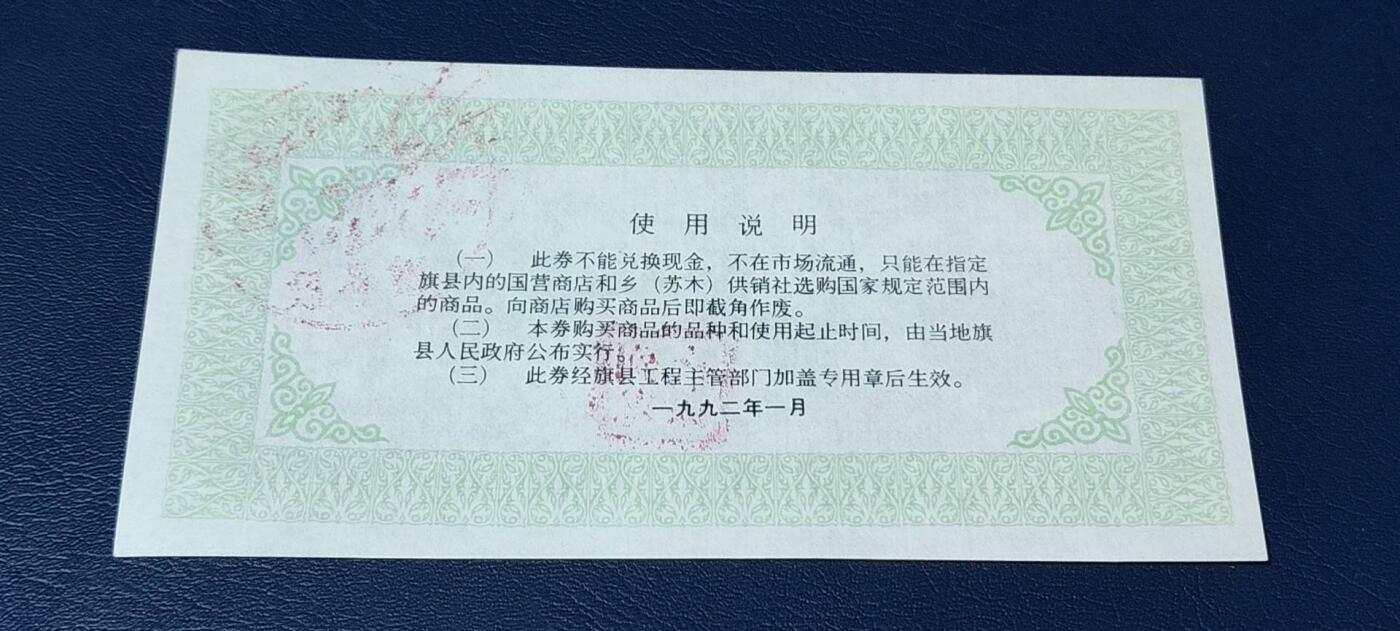 使用说明
(一) 此券不能兑换现金，不在市场流通，只能在指定
旗县内的国营商店和乡（苏木）供销社选购国家规定范围内
的商品。向商店购买商品后即截角作废。
(二) 本券购买商品的品种和使用起止时间，由当地旗
县人民政府公布实行。
(三) 此券经旗县工程主管部门加盖专用章后生效。
一九九二年一月